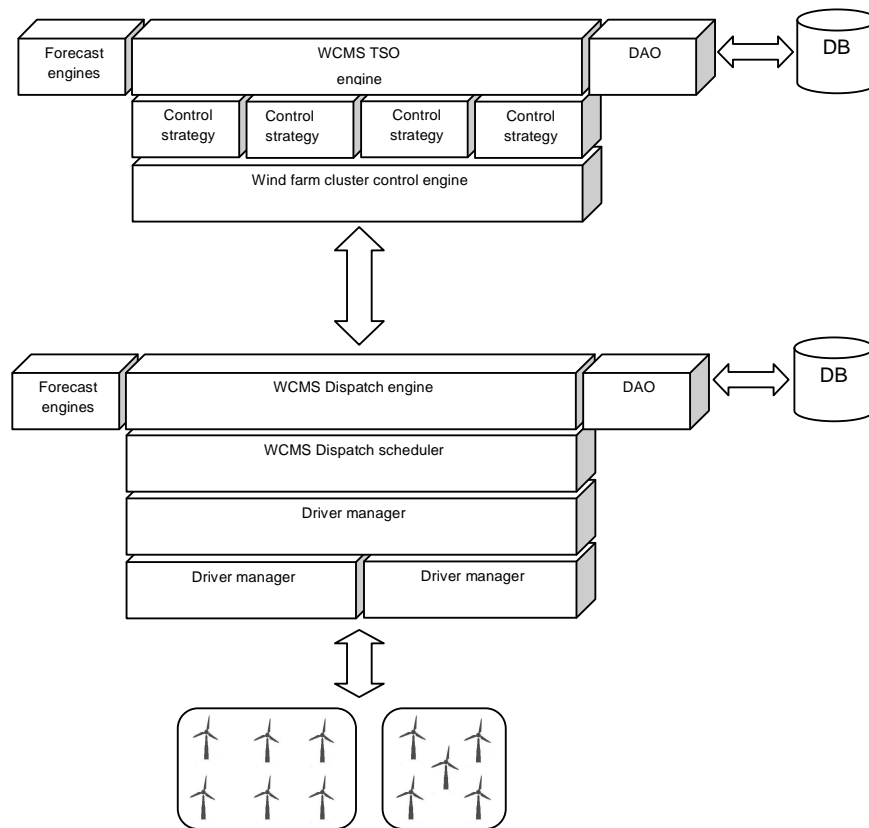 Forecast
engines
WCMS TSO
engine
DAO
DB
Control
strategy
Control
strategy
Control
strategy
Control
strategy
Wind farm cluster control engine
Forecast
engines
WCMS Dispatch engine
DAO
DB
WCMS Dispatch scheduler
Driver manager
Driver manager
Driver manager